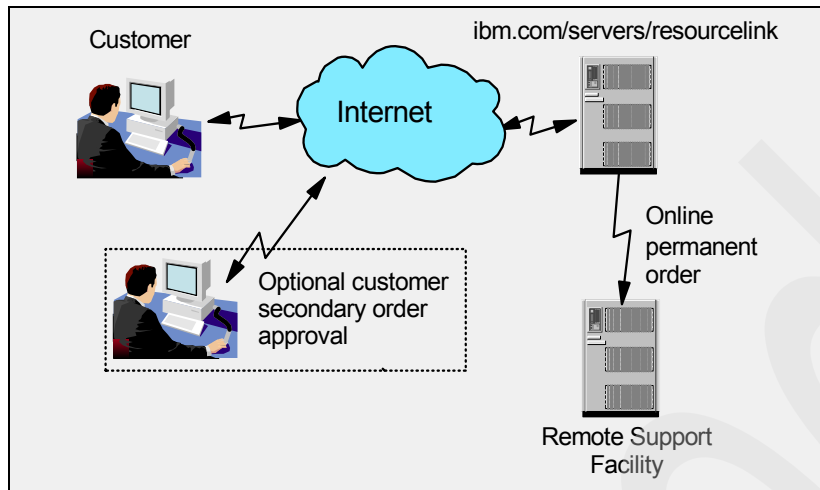 Customer
ibm.com/servers/resourcelink
Internet
Online
permanent
order
Optional customer
secondary order
approval
Remote Support
Facility